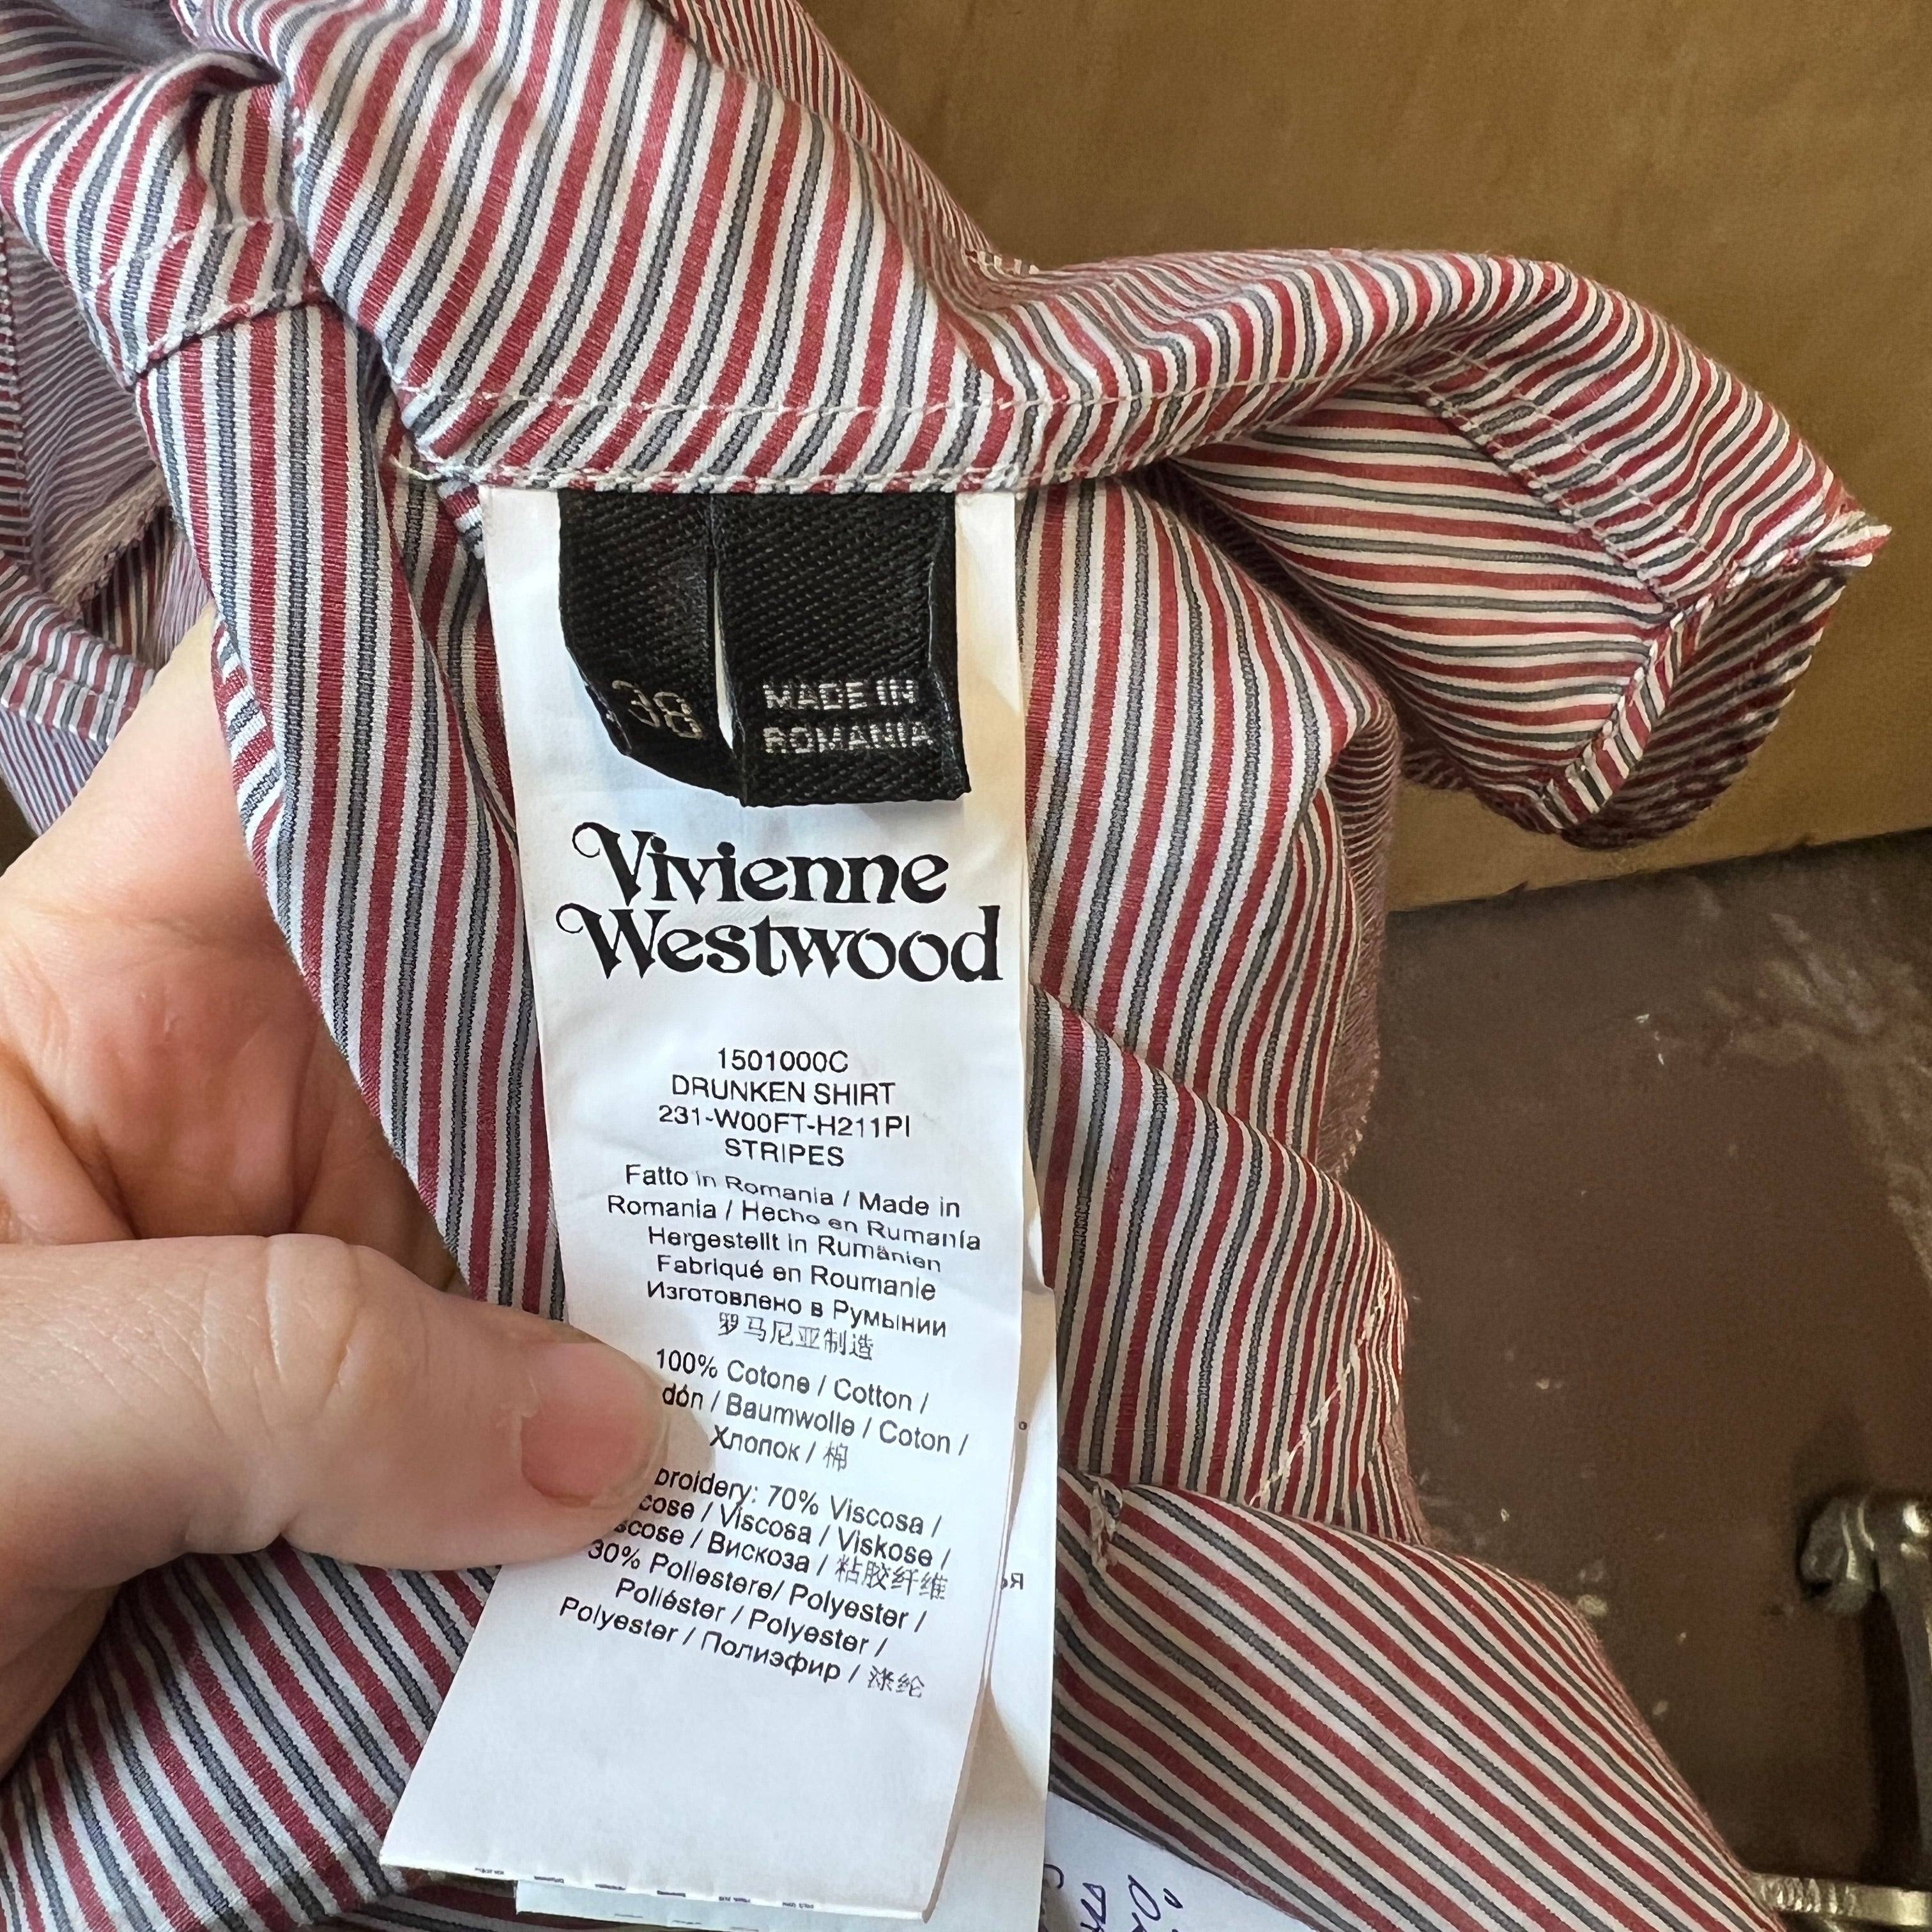 38
MADE IN
ROMANIA
Vivienne
Westwood
1501000C
DRUNKEN SHIRT
231-W00FT-H211PI
STRIPES
Fatto in Romania / Made in
Romania / Hecho en Rumanía
Hergestellt in Rumänien
Fabriqué en Roumanie
Изготовлено в Румынии
罗马尼亚制造
100% Cotone / Cotton /
dón / Baumwolle / Coton /
Хлопок / 棉
broidery: 70% Viscosa /
cose / Viscosa / Viskose /
scose / Вискоза / 粘胶纤维
30% Poliestere/ Polyester /
Poliéster / Polyester /
Polyester / Полиэфир / 涤纶